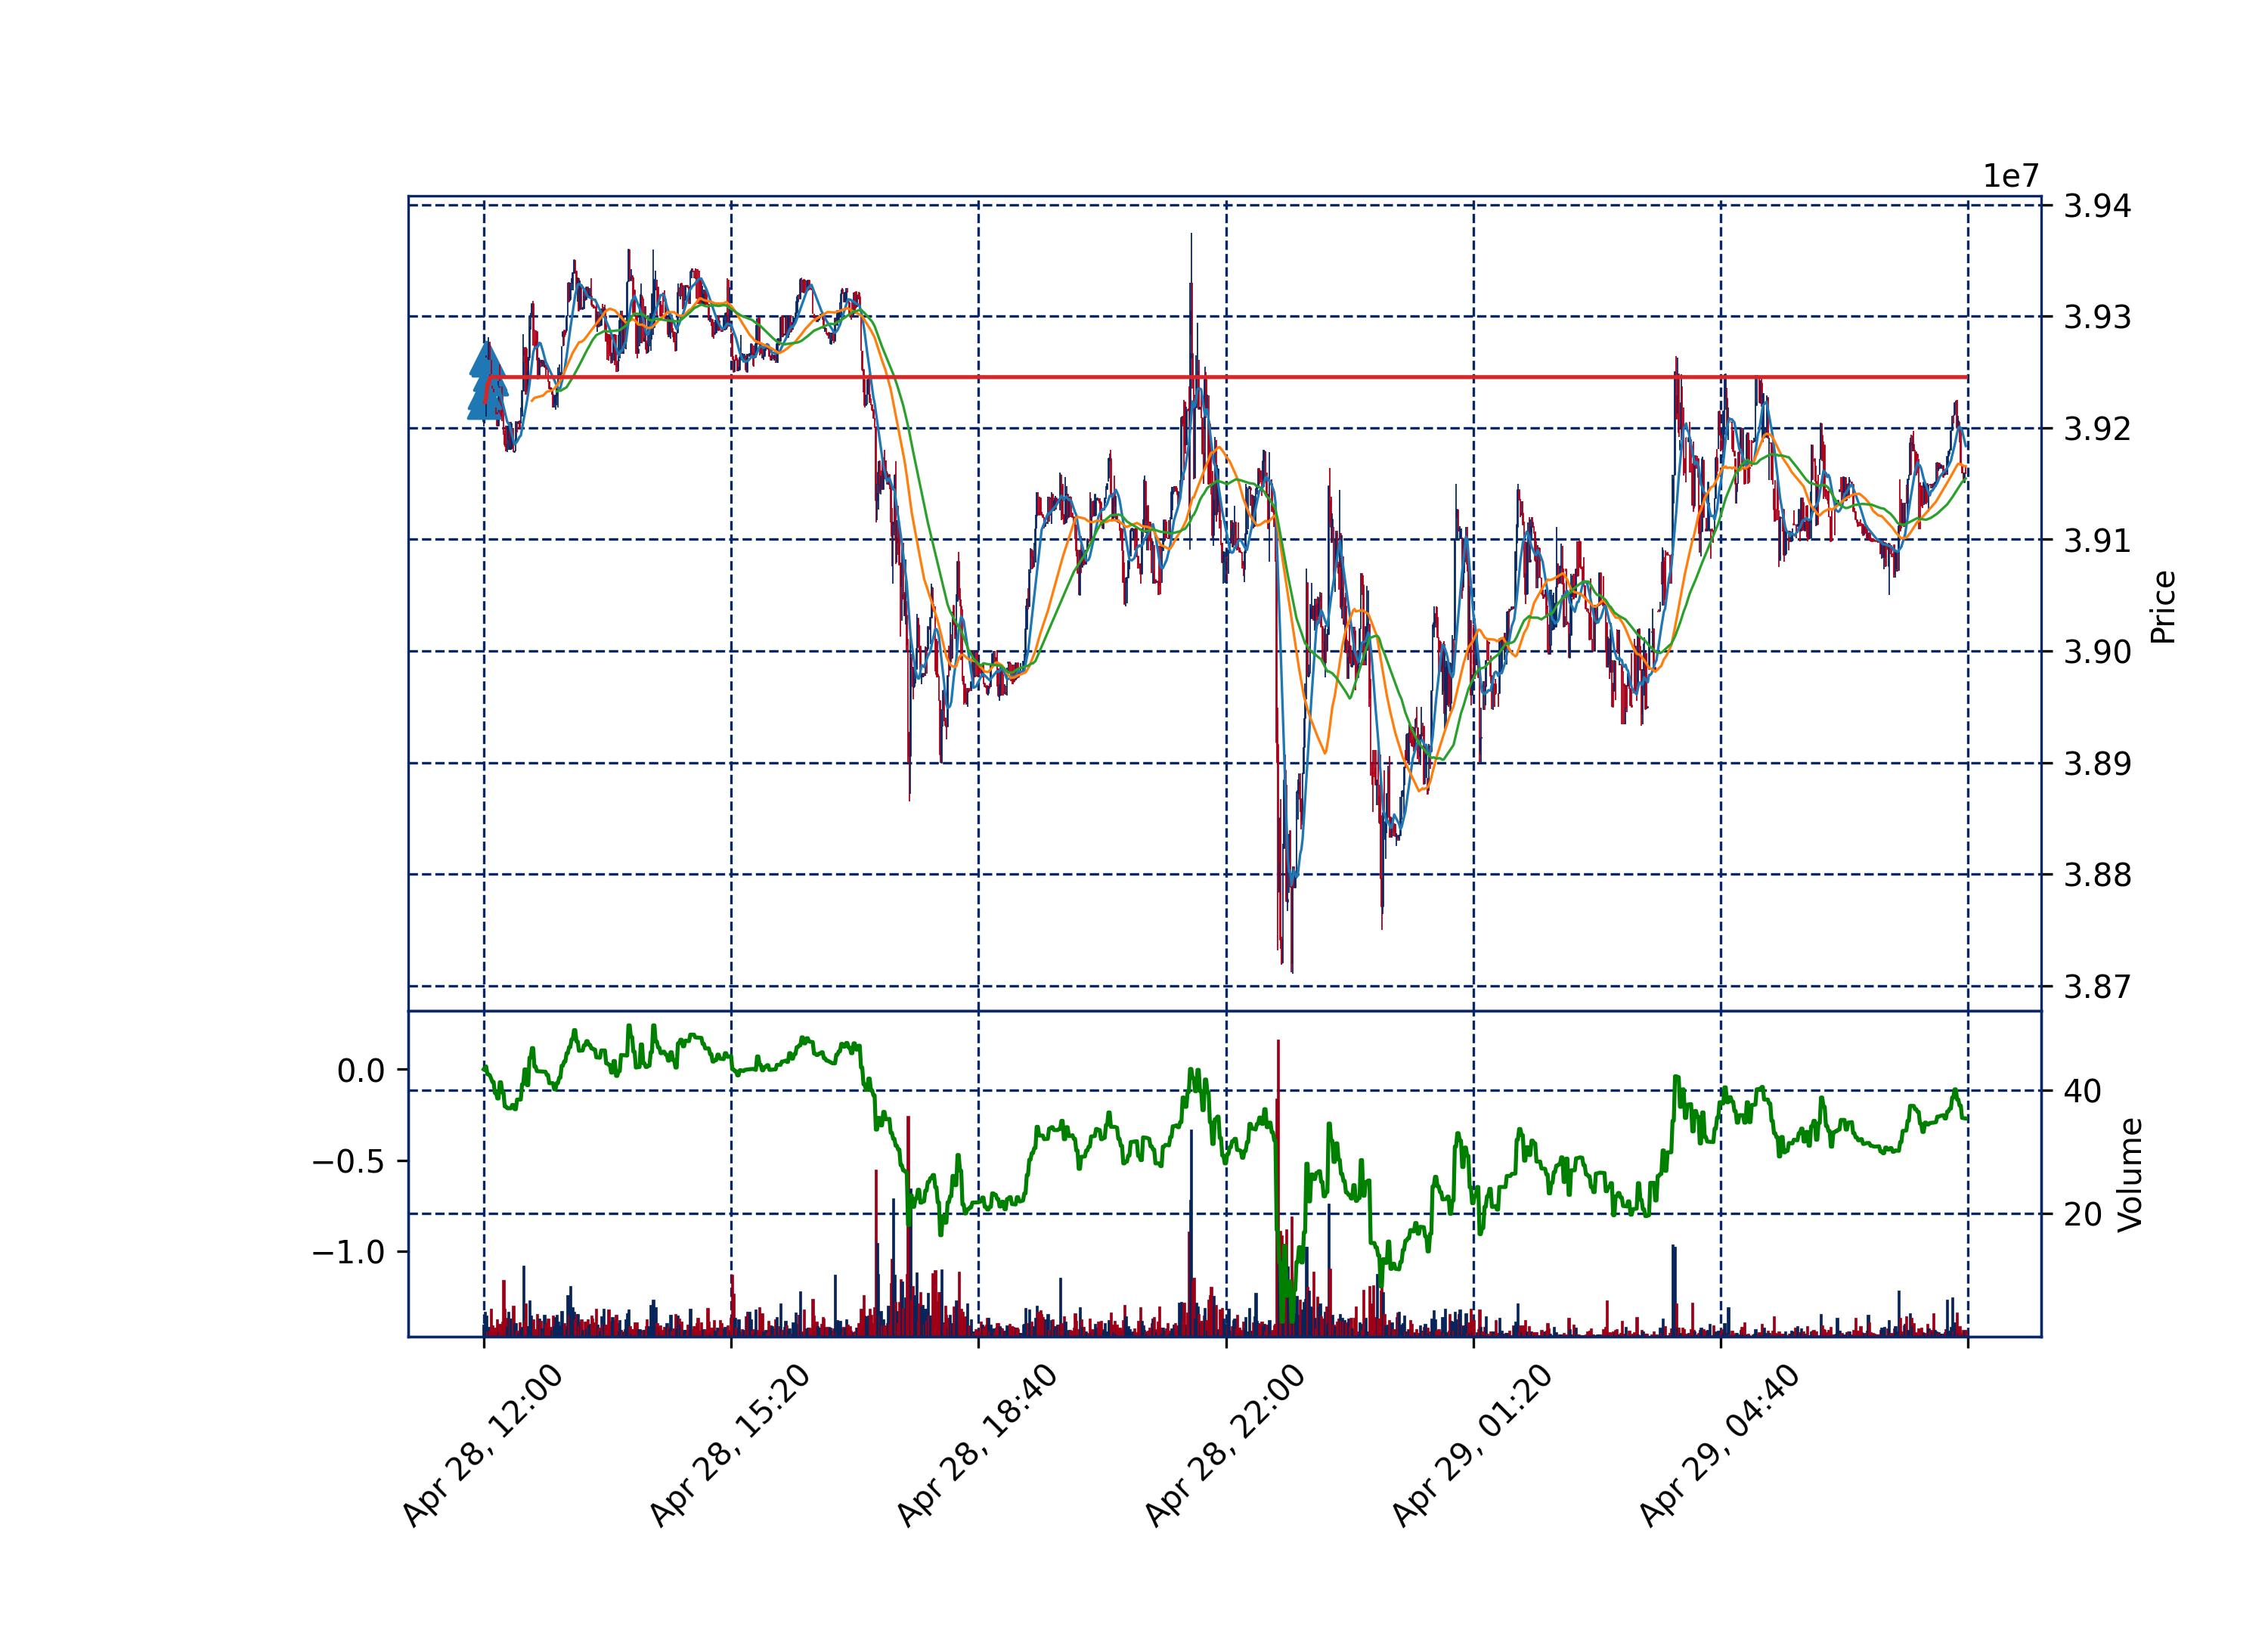 1e7
3.94
3.93
3.92
3.91
3.90
3.89
3.88
3.87
Price
0.0
−0.5
−1.0
40
20
Volume
Apr 28, 12:00
Apr 28, 15:20
Apr 28, 18:40
Apr 28, 22:00
Apr 29, 01:20
Apr 29, 04:40